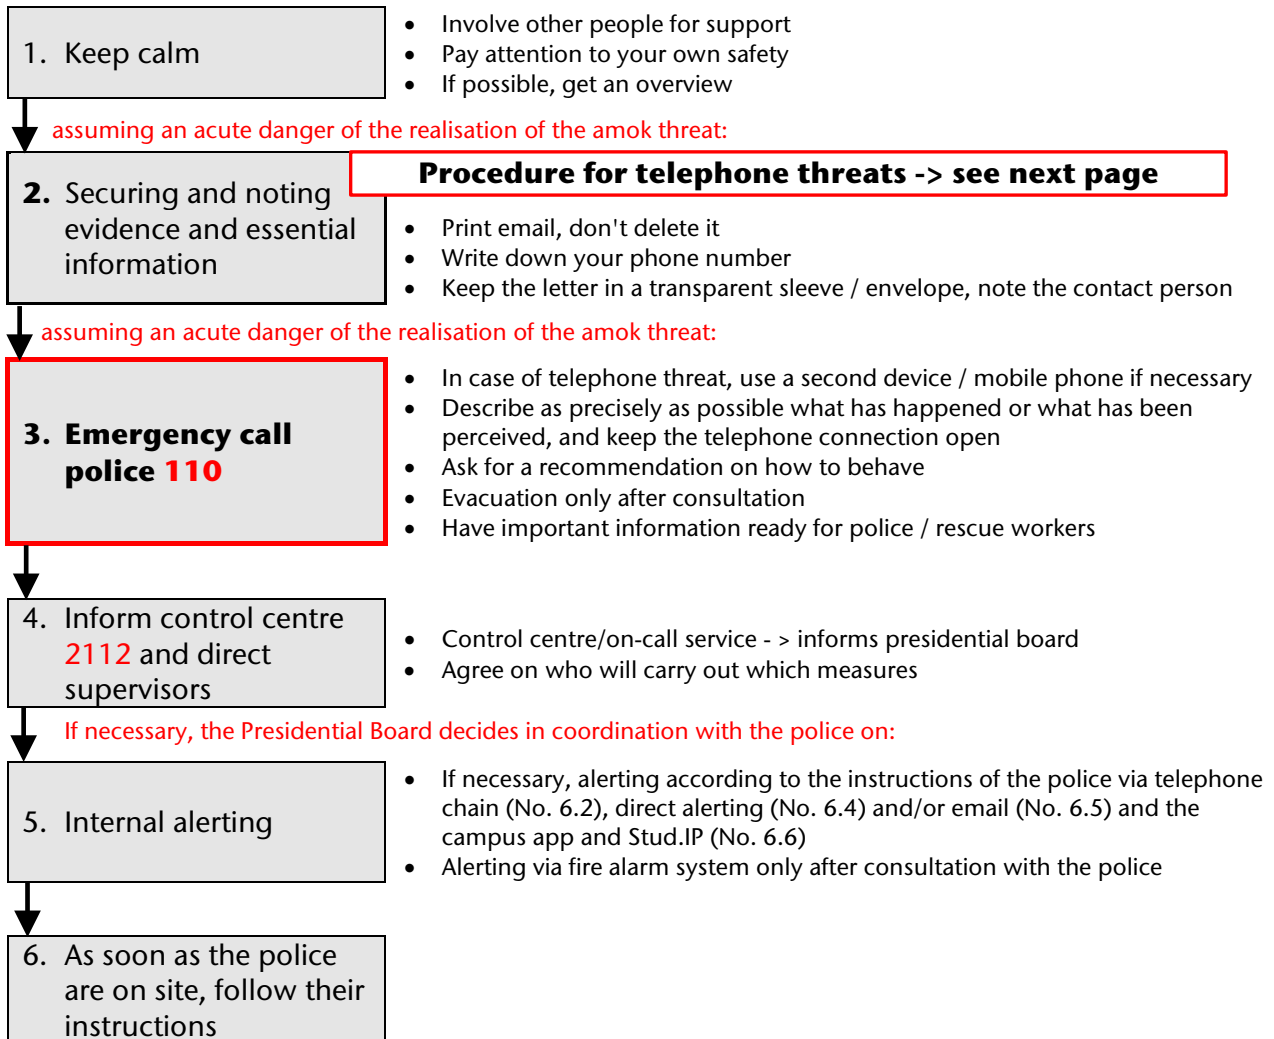 1. Keep calm
• Involve other people for support
• Pay attention to your own safety
• If possible, get an overview
assuming an acute danger of the realisation of the amok threat:
Procedure for telephone threats -> see next page
2. Securing and noting
evidence and essential
information
• Print email, don't delete it
• Write down your phone number
• Keep the letter in a transparent sleeve / envelope, note the contact person
assuming an acute danger of the realisation of the amok threat:
3. Emergency call
police 110
• In case of telephone threat, use a second device / mobile phone if necessary
• Describe as precisely as possible what has happened or what has been
perceived, and keep the telephone connection open
• Ask for a recommendation on how to behave
• Evacuation only after consultation
• Have important information ready for police / rescue workers
4. Inform control centre
2112 and direct
supervisors
• Control centre/on-call service - > informs presidential board
• Agree on who will carry out which measures
If necessary, the Presidential Board decides in coordination with the police on:
5. Internal alerting
• If necessary, alerting according to the instructions of the police via telephone
chain (No. 6.2), direct alerting (No. 6.4) and/or email (No. 6.5) and the
campus app and Stud.IP (No. 6.6)
• Alerting via fire alarm system only after consultation with the police
6. As soon as the police
are on site, follow their
instructions